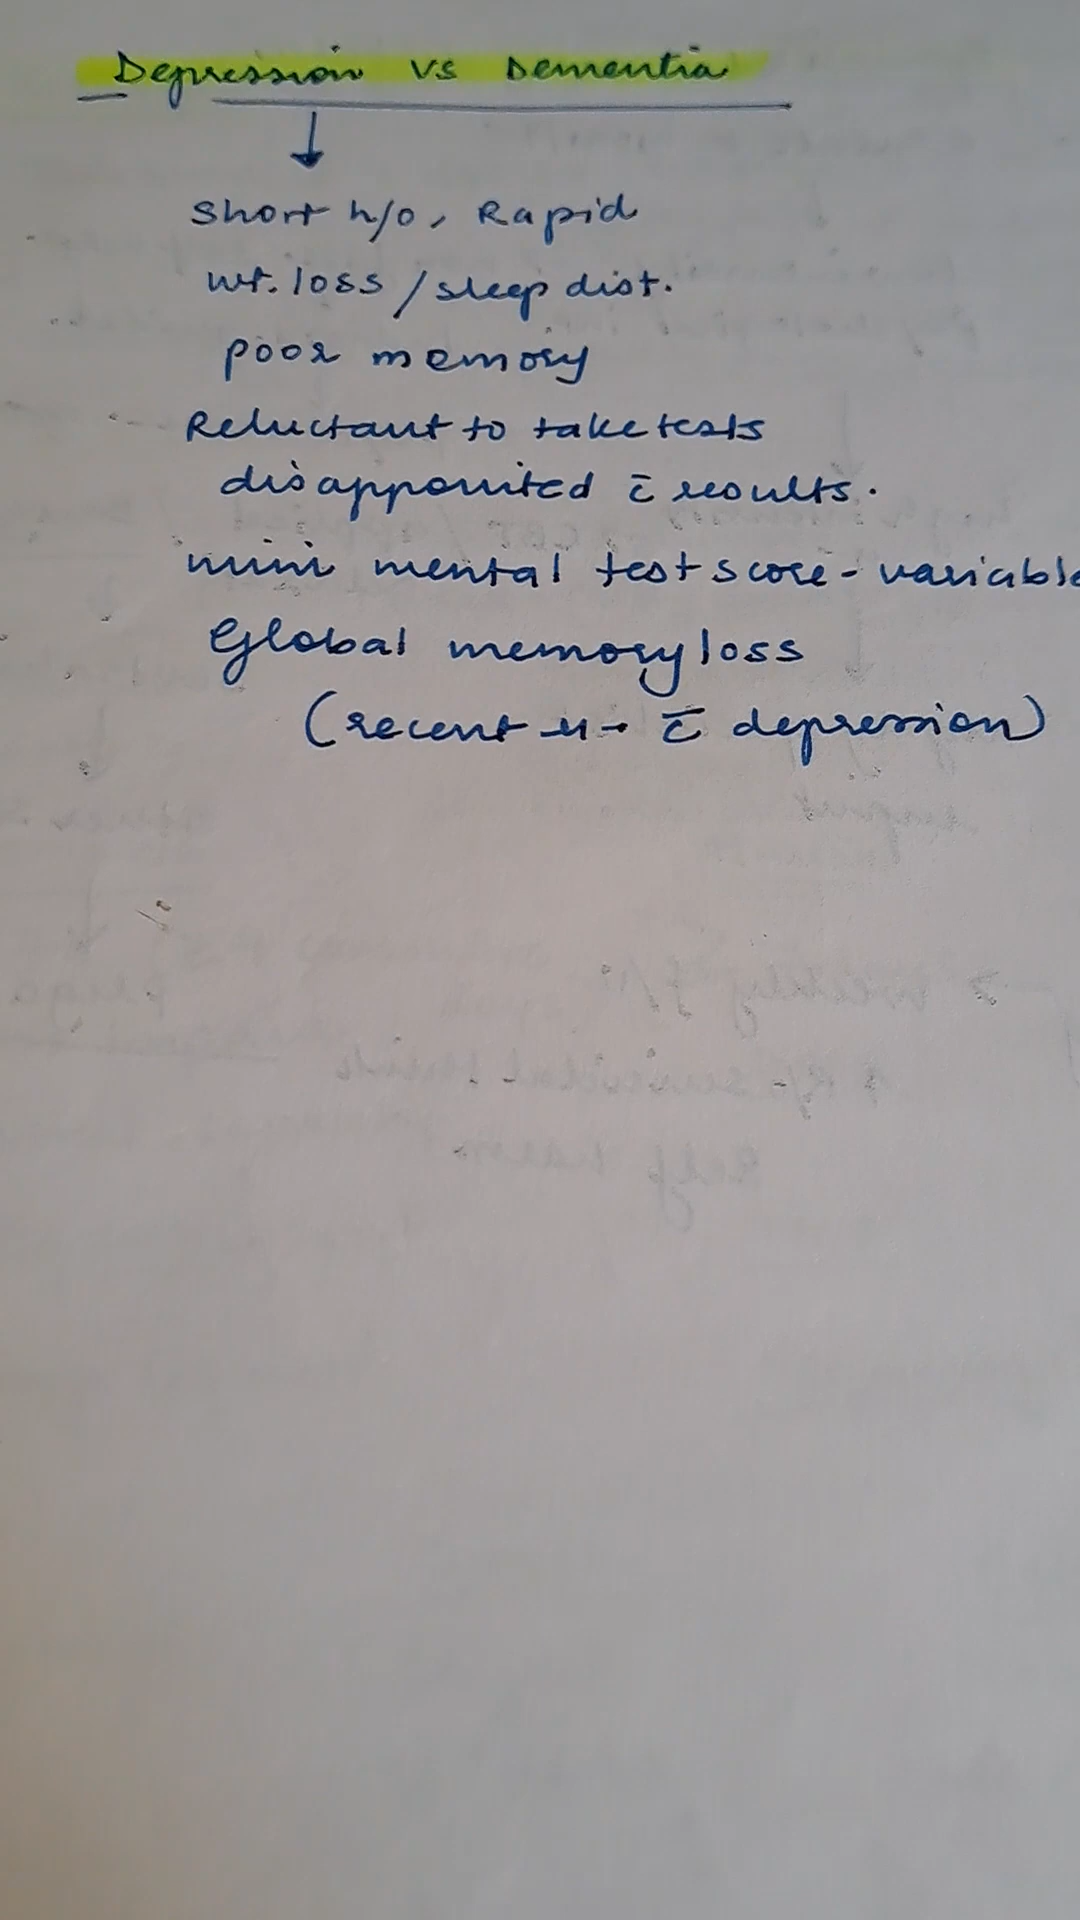 Depression vs Dementia
↓
Short h/o, Rapid
wt. loss / sleep dist.
poor memory
Reluctant to take tests
disappointed c̄ results.
mini mental test score - variable
Global memory loss
(recent c̄ depression)